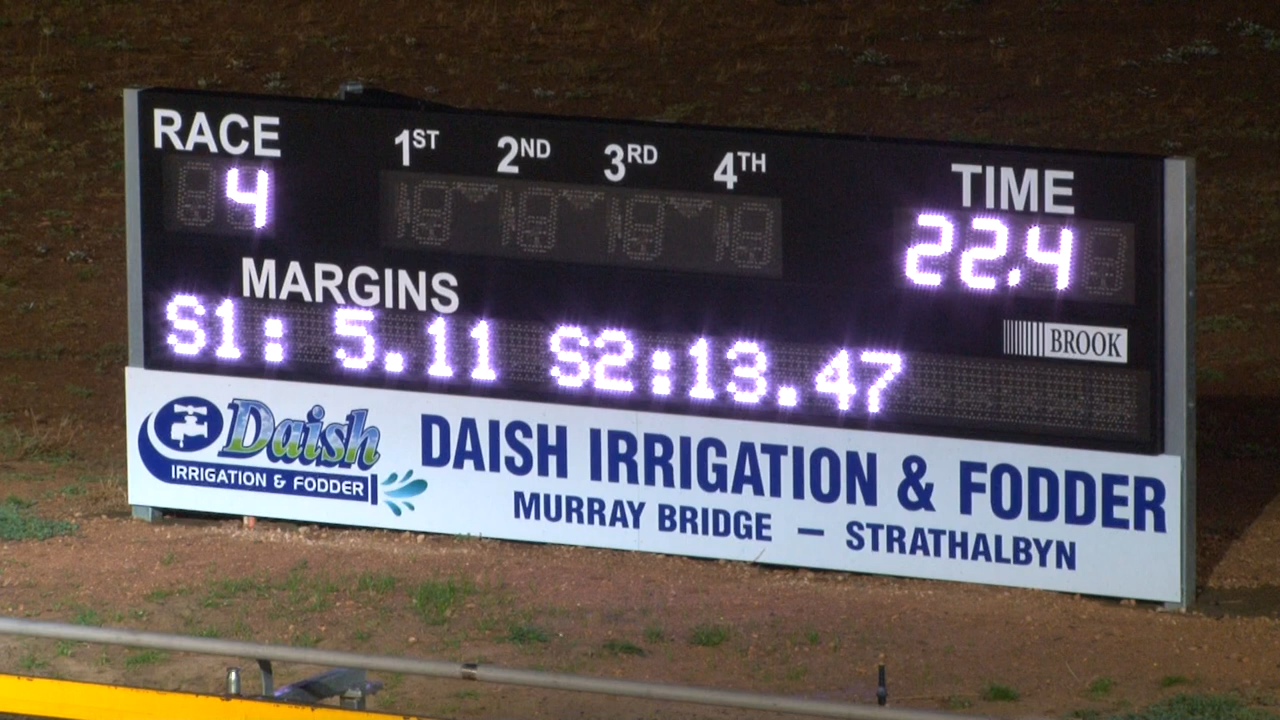 RACE 1ST 2ND 3RD 4TH TIME
4 22.4
MARGINS
S1: 5.11 S2:13.47
BROOK
Daish
IRRIGATION & FODDER
DAISH IRRIGATION & FODDER
MURRAY BRIDGE — STRATHALBYN